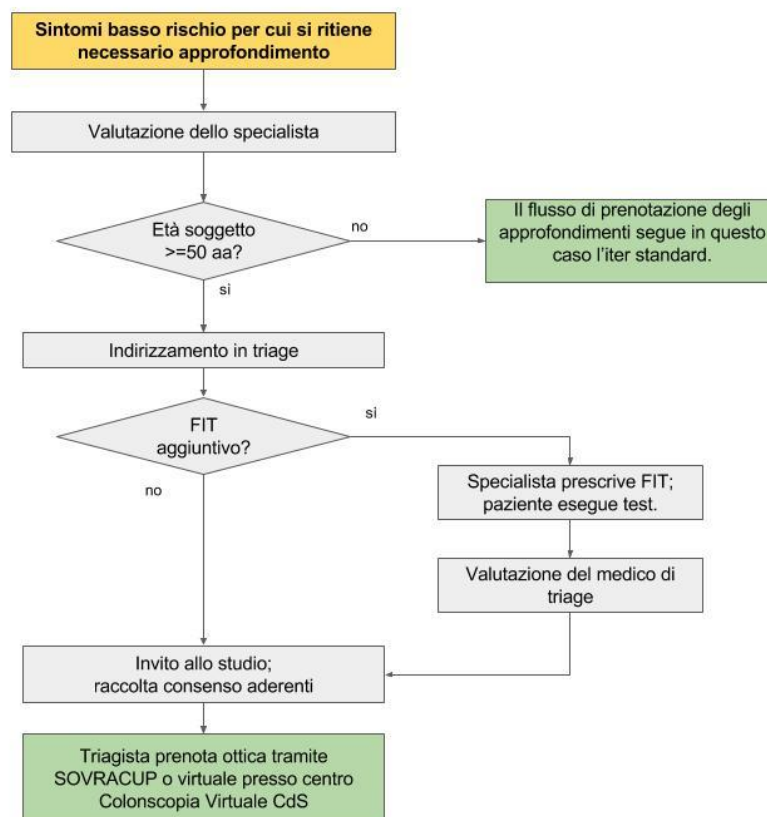 Sintomi basso rischio per cui si ritiene
necessario approfondimento
Valutazione dello specialista
Età soggetto
>=50 aa?
no
Il flusso di prenotazione degli
approfondimenti segue in questo
caso l'iter standard.
si
Indirizzamento in triage
FIT
aggiuntivo?
si
no
Specialista prescrive FIT;
paziente esegue test.
Valutazione del medico di
triage
Invito allo studio;
raccolta consenso aderenti
Triagista prenota ottica tramite
SOVRACUP o virtuale presso centro
Colonscopia Virtuale CdS